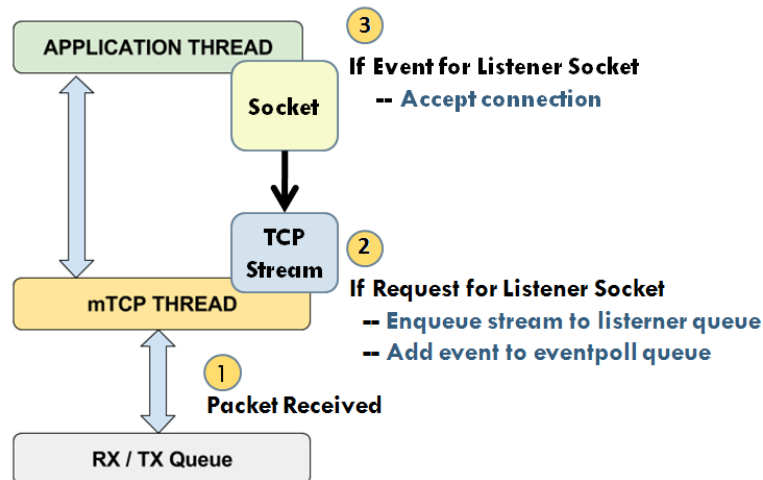 3
APPLICATION THREAD
If Event for Listener Socket
-- Accept connection
Socket
TCP
Stream
2
If Request for Listener Socket
-- Enqueue stream to listerner queue
-- Add event to eventpoll queue
mTCP THREAD
1
Packet Received
RX / TX Queue